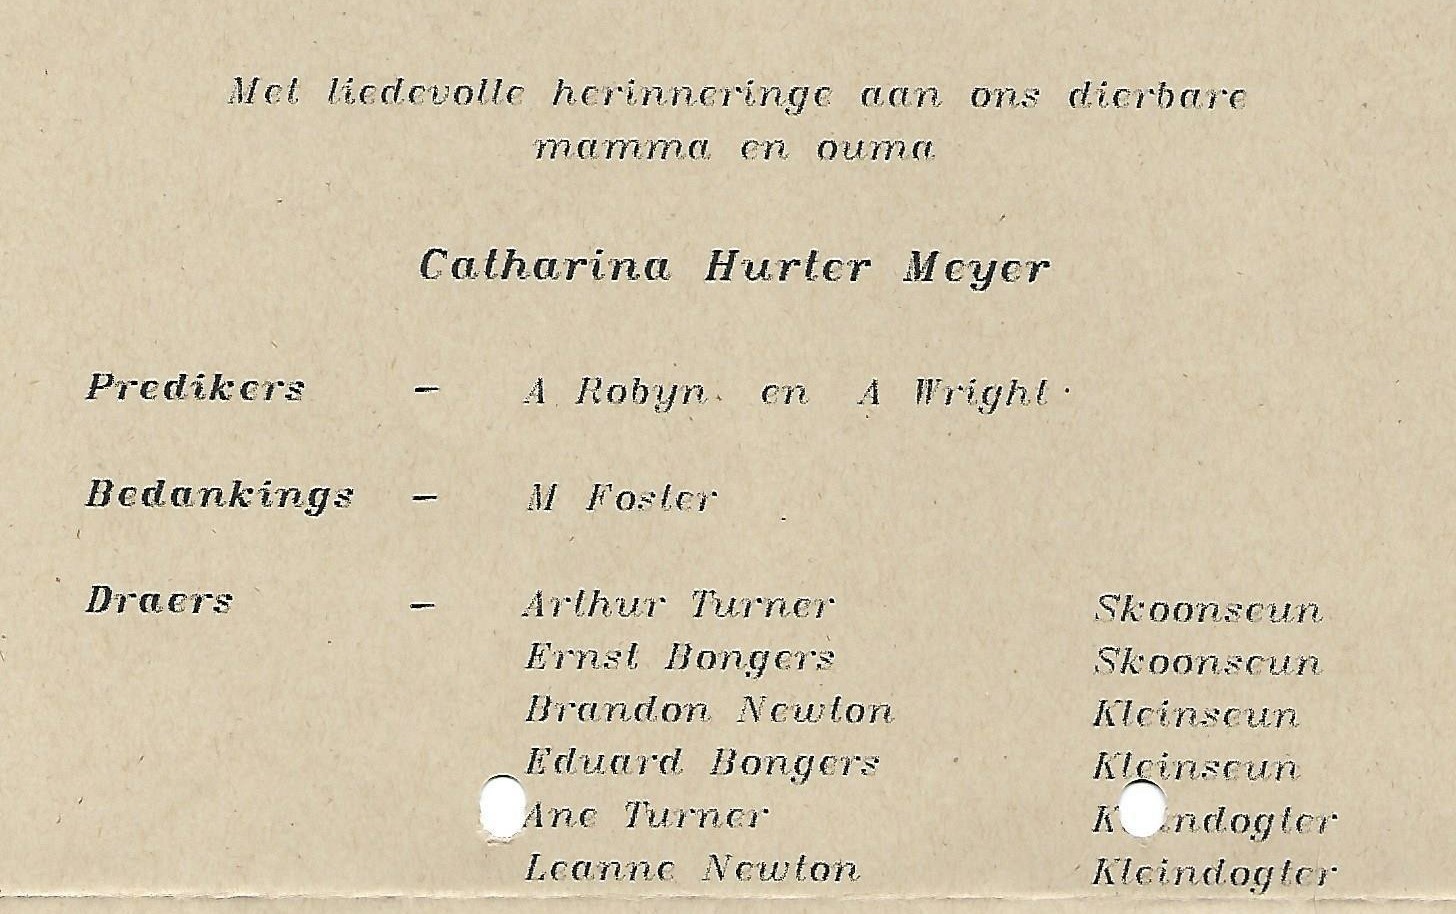 Met liedevolle herinneringe aan ons dierbare
mamma en ouma
Catharina Hurter Meyer
Predikers - A Robyn en A Wright
Bedankings - M Foster
Draers - Arthur Turner Skoonseun
Ernst Bongers Skoonseun
Brandon Newton Kleinseun
Eduard Bongers Kleinseun
Ane Turner Kleindogter
Leanne Newton Kleindogter